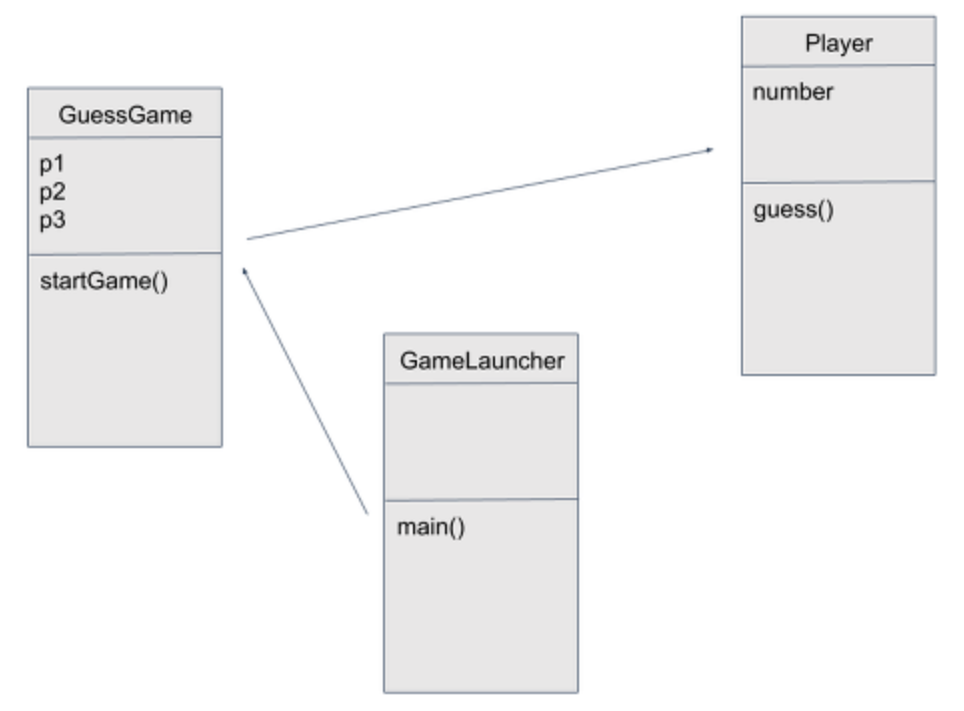 GuessGame
p1
p2
p3
startGame()
GameLauncher
main()
Player
number
guess()